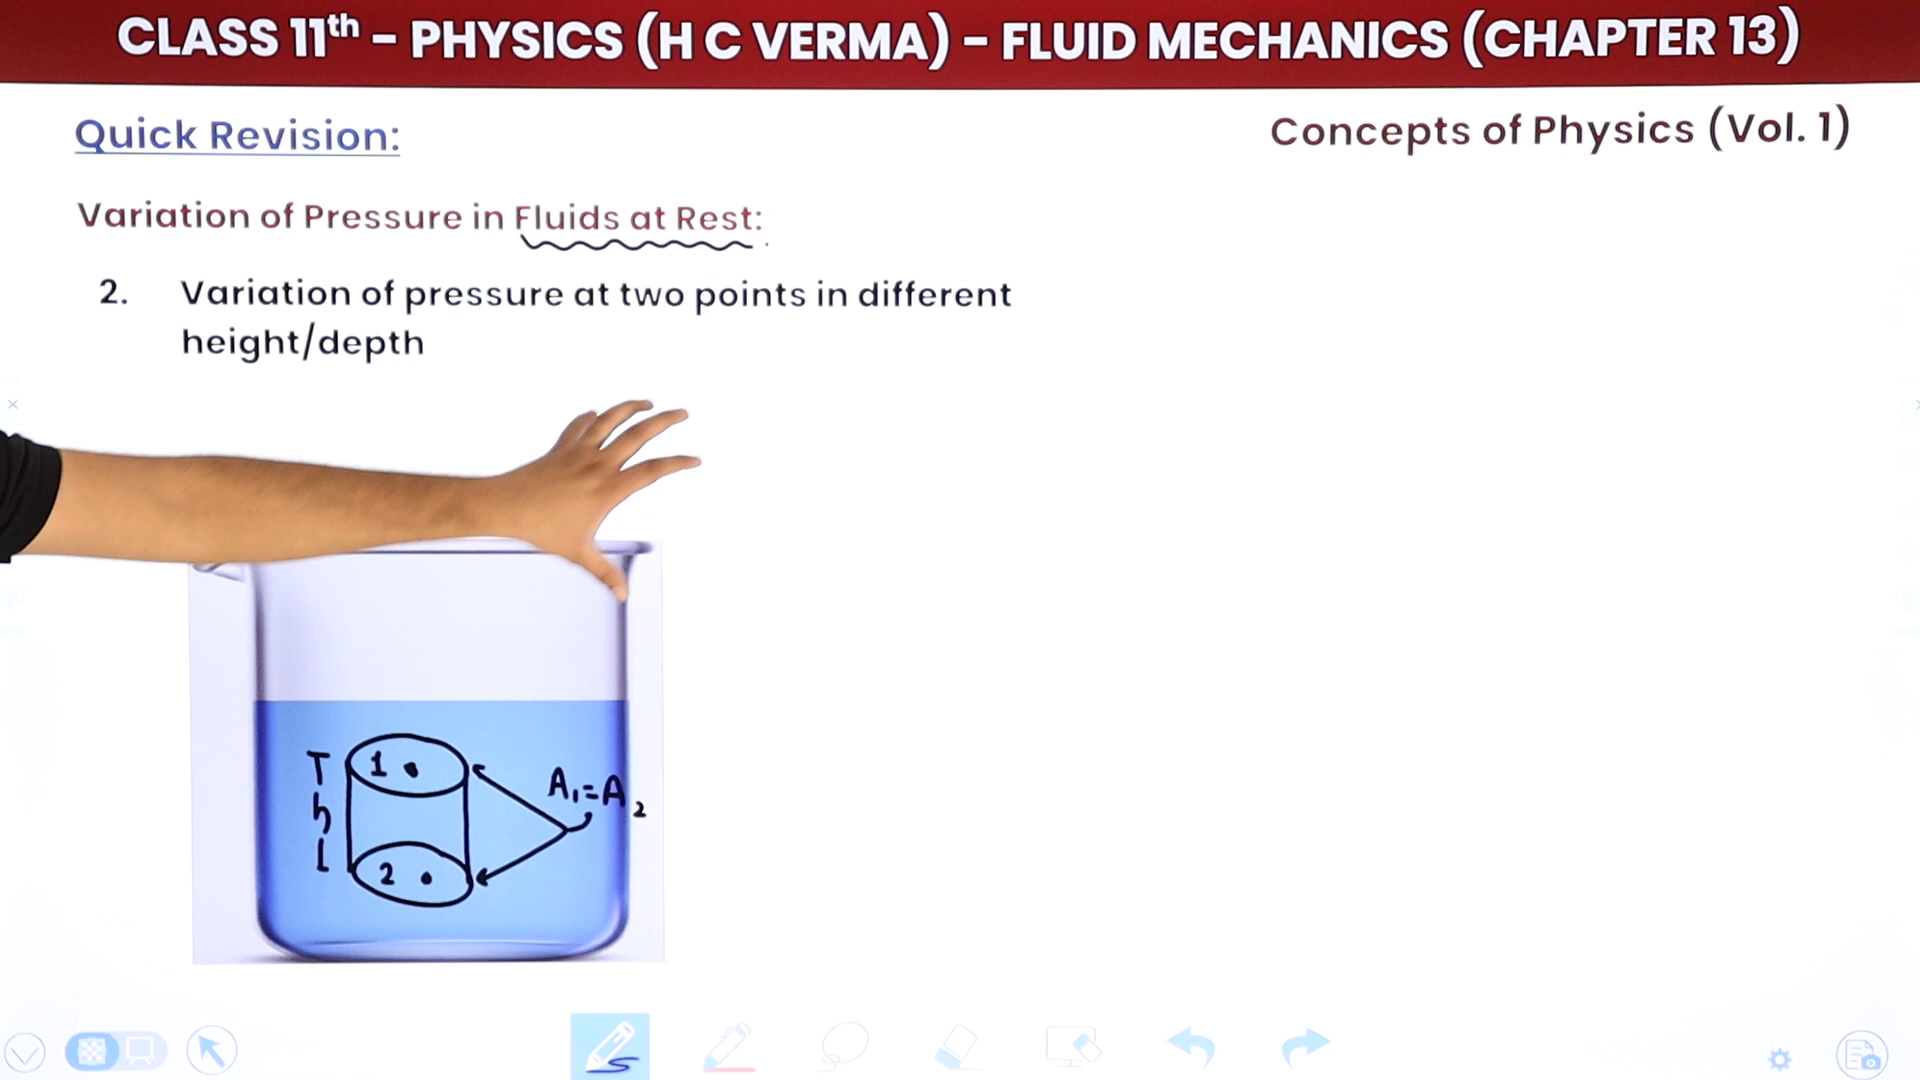 CLASS 11th - PHYSICS (H C VERMA) - FLUID MECHANICS (CHAPTER 13)
Quick Revision:
Concepts of Physics (Vol. 1)
Variation of Pressure in Fluids at Rest:
2. Variation of pressure at two points in different
height/depth
1
h
A₁=A₂
2